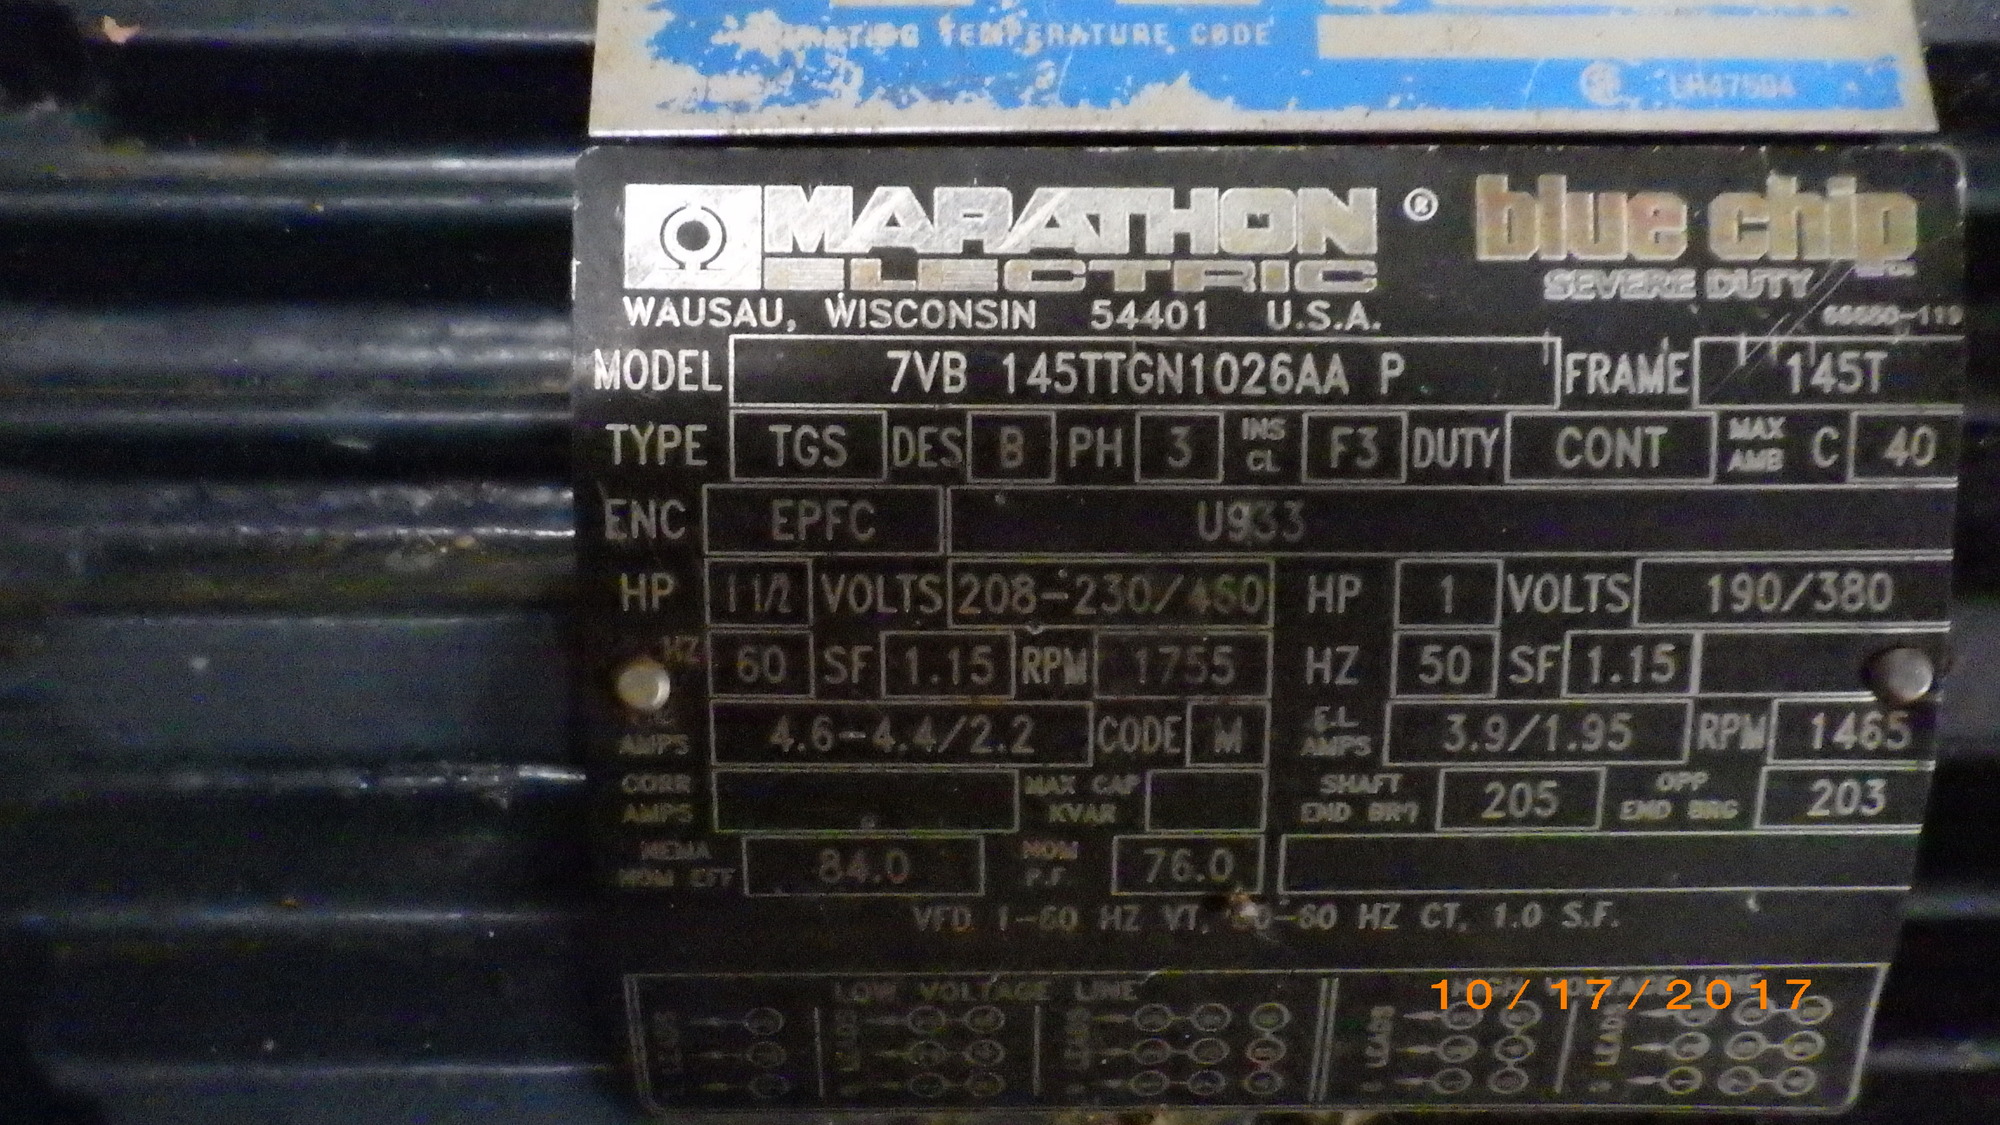 TEMPERATURE CODE
MARATHON ® blue chip
ELECTRIC SEVERE DUTY
WAUSAU, WISCONSIN 54401 U.S.A.
MODEL 7VB 145TTGN1026AA P FRAME 145T
TYPE TGS DES B PH 3 INS CL F3 DUTY CONT MAX AMB C 40
ENC EPFC U933
HP 1 1/2 VOLTS 208-230/460 HP 1 VOLTS 190/380
HZ 60 SF 1.15 RPM 1755 HZ 50 SF 1.15
AMPS 4.6-4.4/2.2 CODE M F.L. AMPS 3.9/1.95 RPM 1465
CORR AMPS MAX CAP KVAR SHAFT END BRG 205 OPP END BRG 203
NEMA NOM EFF 84.0 NOM P.F. 76.0
VFD 1-60 HZ VT, HZ CT, 1.0 S.F.
LOW VOLTAGE LINE
10/17/2017
LEADS LEADS LEADS LEADS LEADS